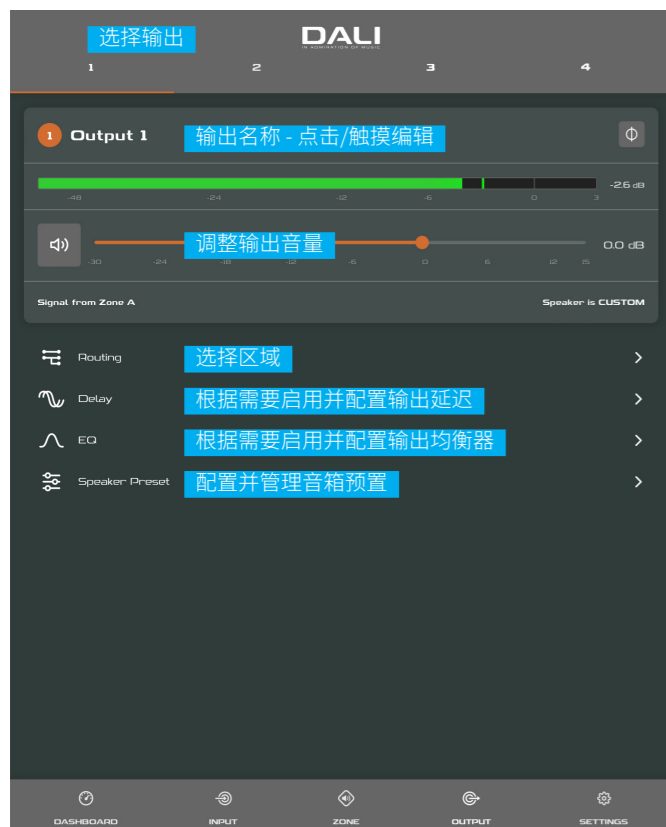 选择输出
DALI
IN ADMIRATION OF MUSIC
1 2 3 4
1 Output 1 输出名称 - 点击/触摸编辑
-2.6 dB
-48 -24 -12 -6 0 3
调整输出音量 0.0 dB
-30 -24 -18 -12 -6 0 6 12 15
Signal from Zone A Speaker is CUSTOM
Routing 选择区域
Delay 根据需要启用并配置输出延迟
EQ 根据需要启用并配置输出均衡器
Speaker Preset 配置并管理音箱预置
DASHBOARD INPUT ZONE OUTPUT SETTINGS